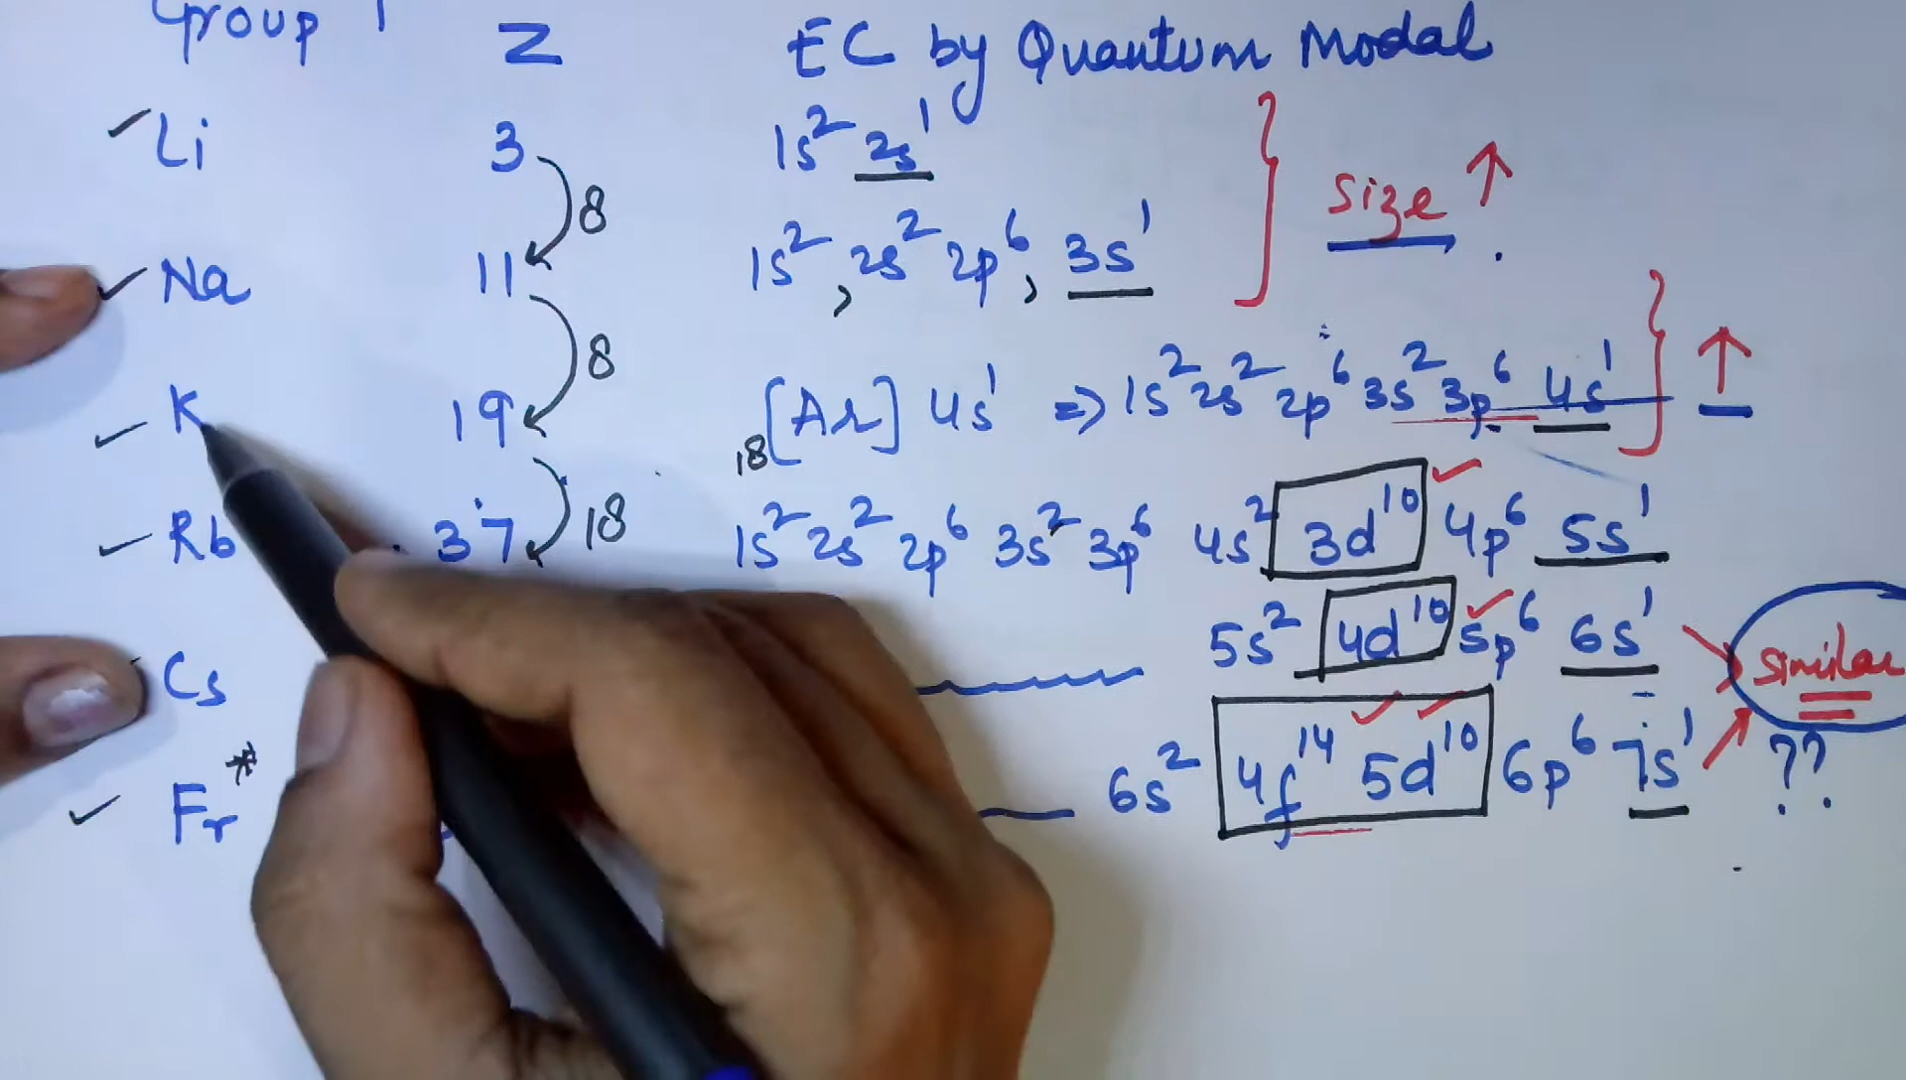 Group 1 Z EC by Quantum Modal
Li 3 1s² 2s¹
8 Size ↑
Na 11 1s², 2s² 2p⁶, 3s¹
8
K 19 ₁₈[Ar] 4s¹ ⇒ 1s² 2s² 2p⁶ 3s² 3p⁶ 4s¹ ↑
18
Rb 37 1s² 2s² 2p⁶ 3s² 3p⁶ 4s² 3d¹⁰ 4p⁶ 5s¹
Cs 5s² 4d¹⁰ 5p⁶ 6s¹ Similar
Fr* 6s² 4f¹⁴ 5d¹⁰ 6p⁶ 7s¹ ??